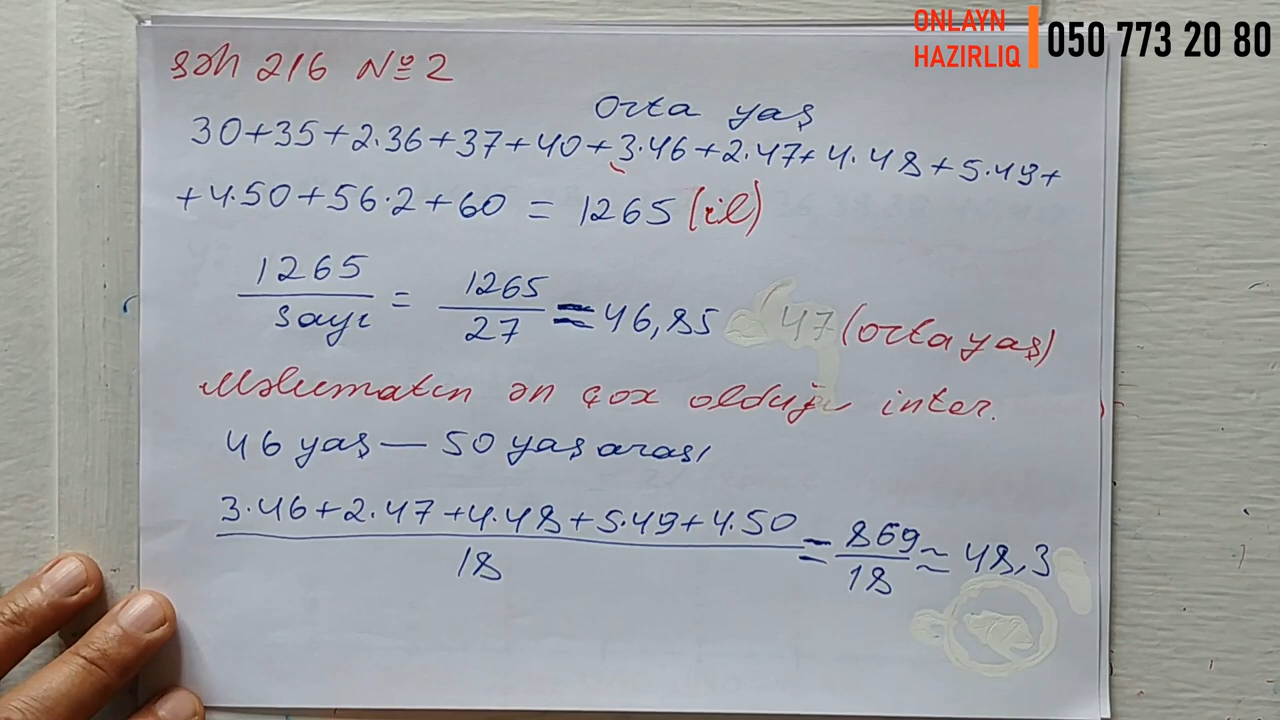 ONLAYN
HAZIRLIQ
050 773 20 80
səh 216 №2
Orta yaş
30+35+2·36+37+40+3·46+2·47+4·48+5·49+
+4·50+56·2+60 = 1265 (il)
1265/sayı = 1265/27 = 46,85 47 (orta yaş)
Məlumatın ən çox olduğu inter.
46 yaş — 50 yaş arası
(3·46+2·47+4·48+5·49+4·50)/18 = 869/18 ≈ 48,3